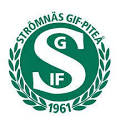 STRÖMNÄS GIF-PITEÅ
G
S
IF
1961